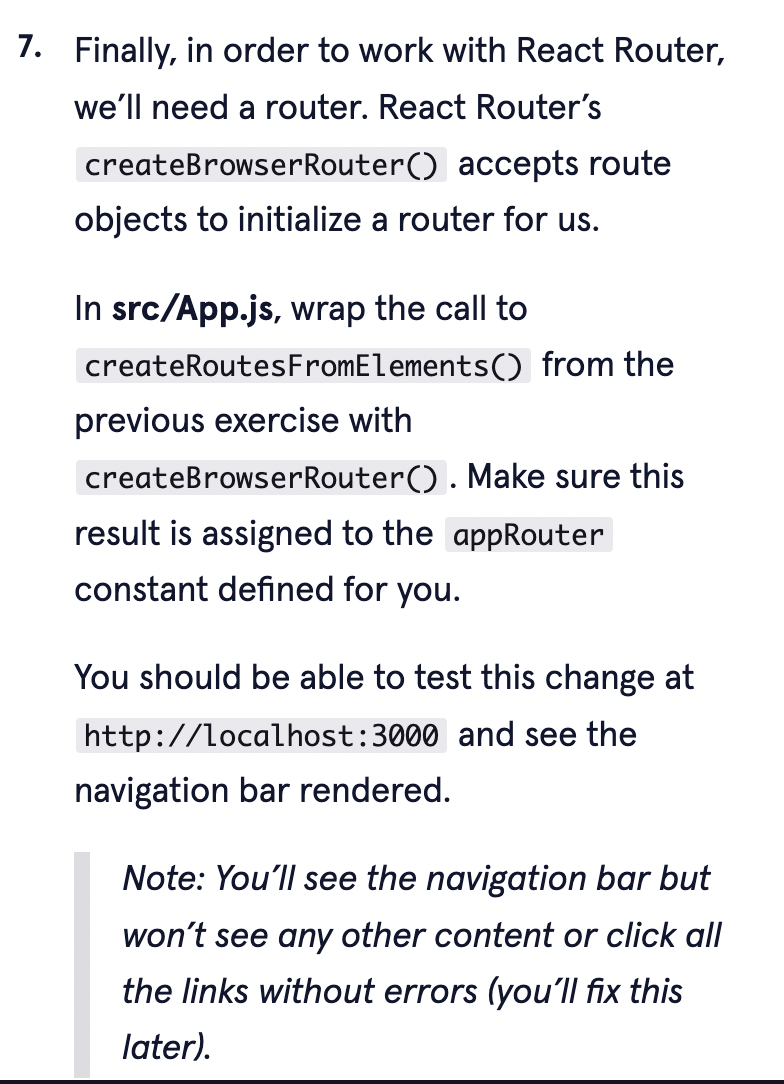 7. Finally, in order to work with React Router,
we’ll need a router. React Router’s
createBrowserRouter() accepts route
objects to initialize a router for us.
In src/App.js, wrap the call to
createRoutesFromElements() from the
previous exercise with
createBrowserRouter(). Make sure this
result is assigned to the appRouter
constant defined for you.
You should be able to test this change at
http://localhost:3000 and see the
navigation bar rendered.
Note: You’ll see the navigation bar but
won’t see any other content or click all
the links without errors (you’ll fix this
later).